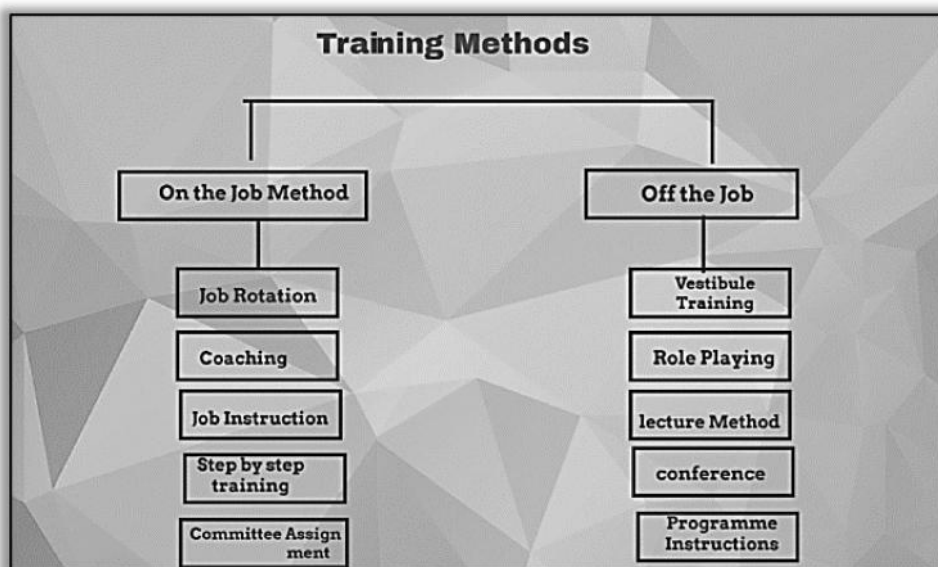 Training Methods
On the Job Method
Job Rotation
Coaching
Job Instruction
Step by step
training
Committee Assign
ment
Off the Job
Vestibule
Training
Role Playing
lecture Method
conference
Programme
Instructions